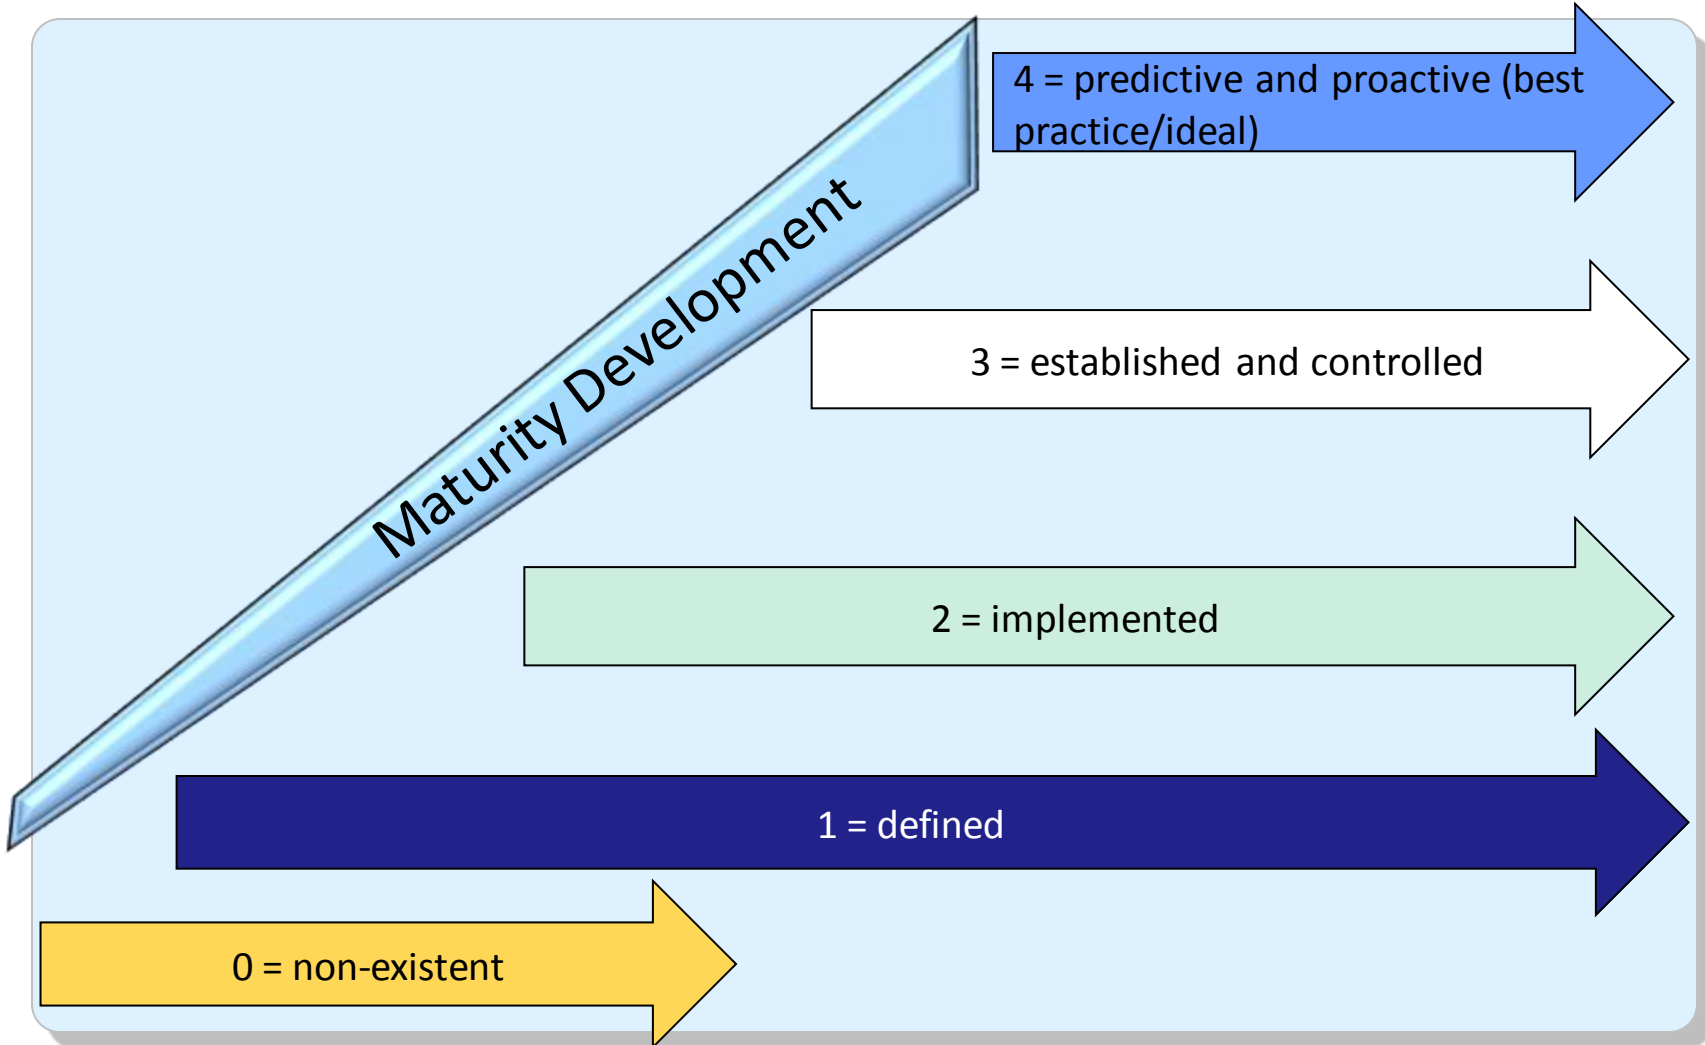 4 = predictive and proactive (best
practice/ideal)
Maturity Development
3 = established and controlled
2 = implemented
1 = defined
0 = non-existent